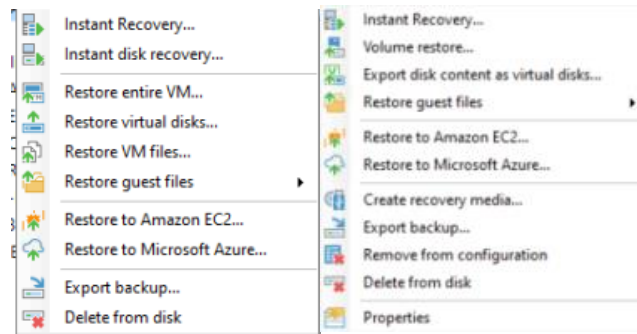 Instant Recovery...
Instant disk recovery...
Restore entire VM...
Restore virtual disks...
Restore VM files...
Restore guest files
Restore to Amazon EC2...
Restore to Microsoft Azure...
Export backup...
Delete from disk
Instant Recovery...
Volume restore...
Export disk content as virtual disks...
Restore guest files
Restore to Amazon EC2...
Restore to Microsoft Azure...
Create recovery media...
Export backup...
Remove from configuration
Delete from disk
Properties